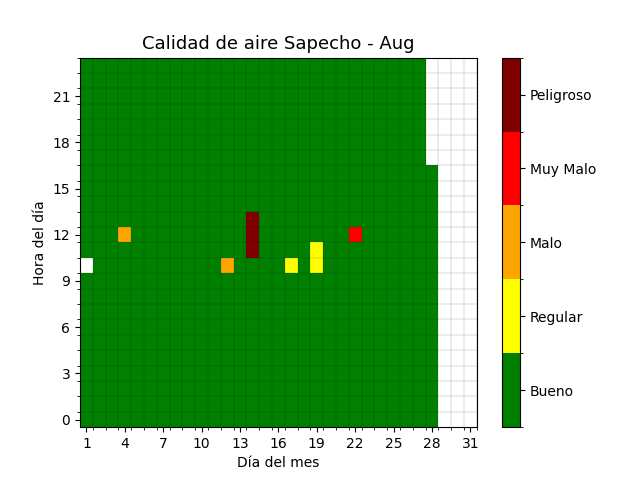 Calidad de aire Sapecho - Aug
21
18
15
12
9
6
3
0
Hora del día
1 4 7 10 13 16 19 22 25 28 31
Día del mes
Peligroso
Muy Malo
Malo
Regular
Bueno